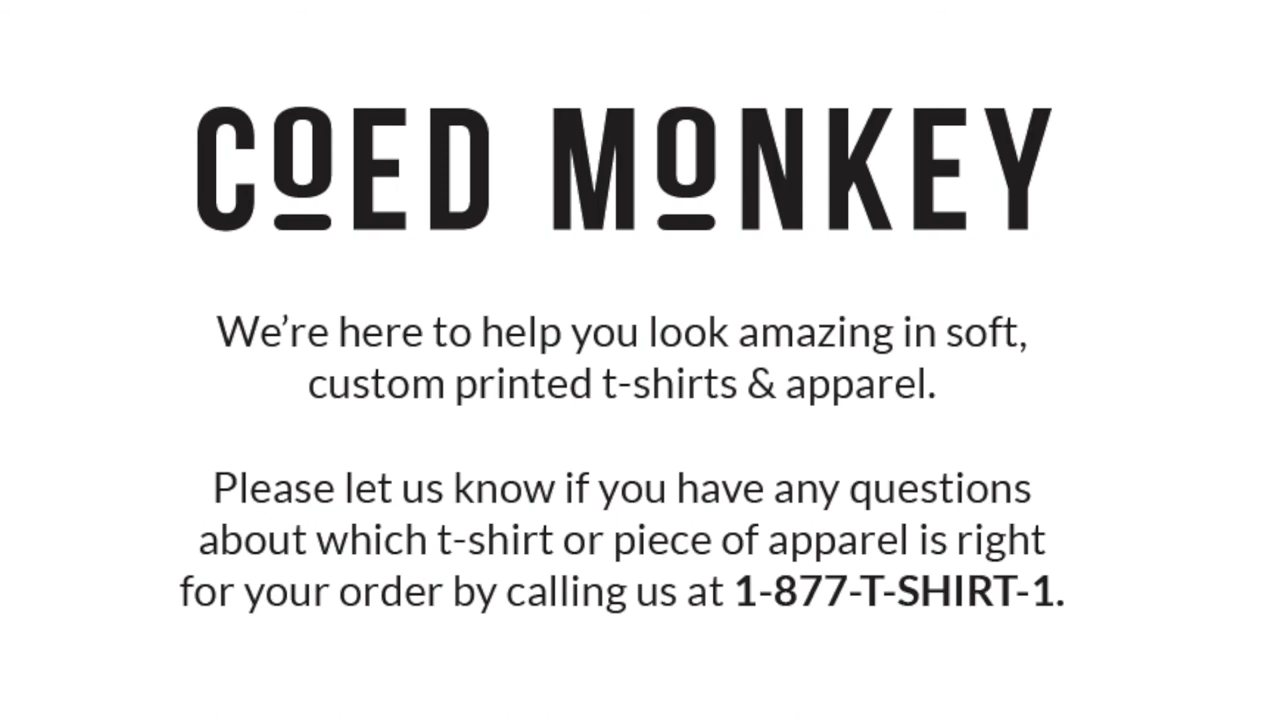 COED MONKEY
We’re here to help you look amazing in soft,
custom printed t-shirts & apparel.
Please let us know if you have any questions
about which t-shirt or piece of apparel is right
for your order by calling us at 1-877-T-SHIRT-1.